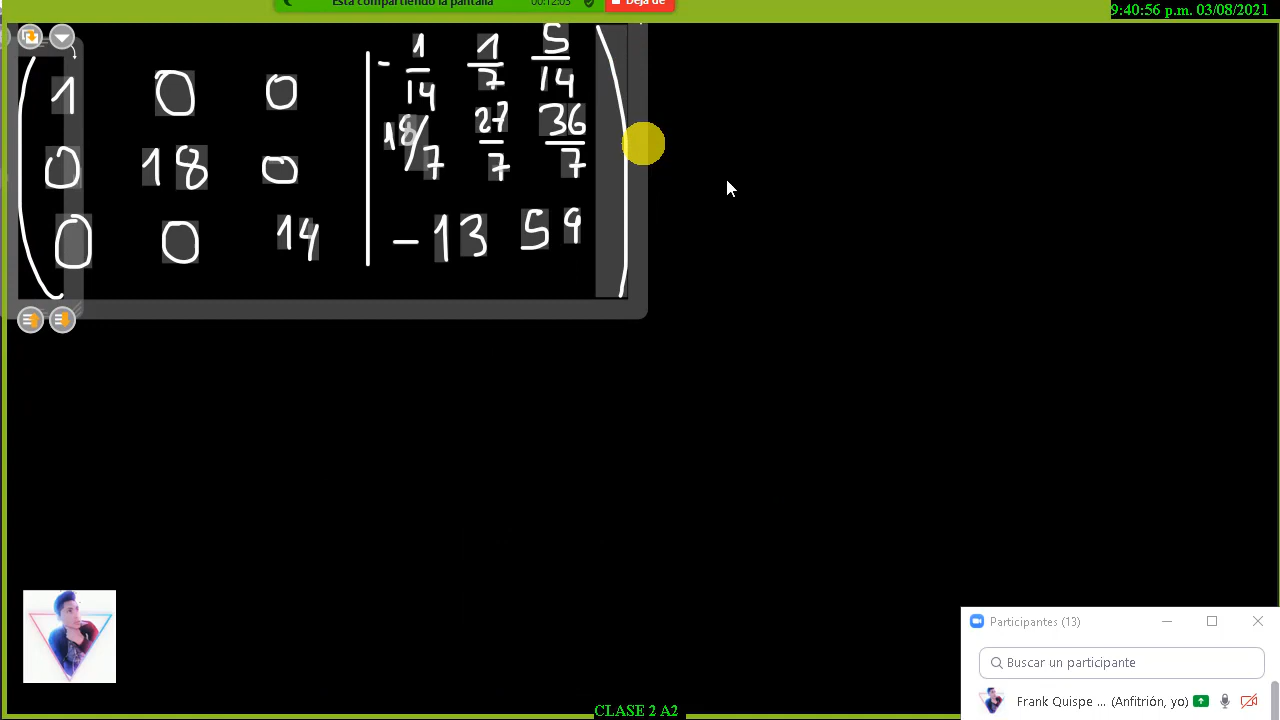 Está compartiendo la pantalla 00:12:03 Deja de
9:40:56 p.m. 03/08/2021
1 0 0 | -1/14 1/7 5/14
0 18 0 | 18/7 27/7 36/7
0 0 14 | -13 5 9
Participantes (13)
Buscar un participante
Frank Quispe ... (Anfitrión, yo)
CLASE 2 A2